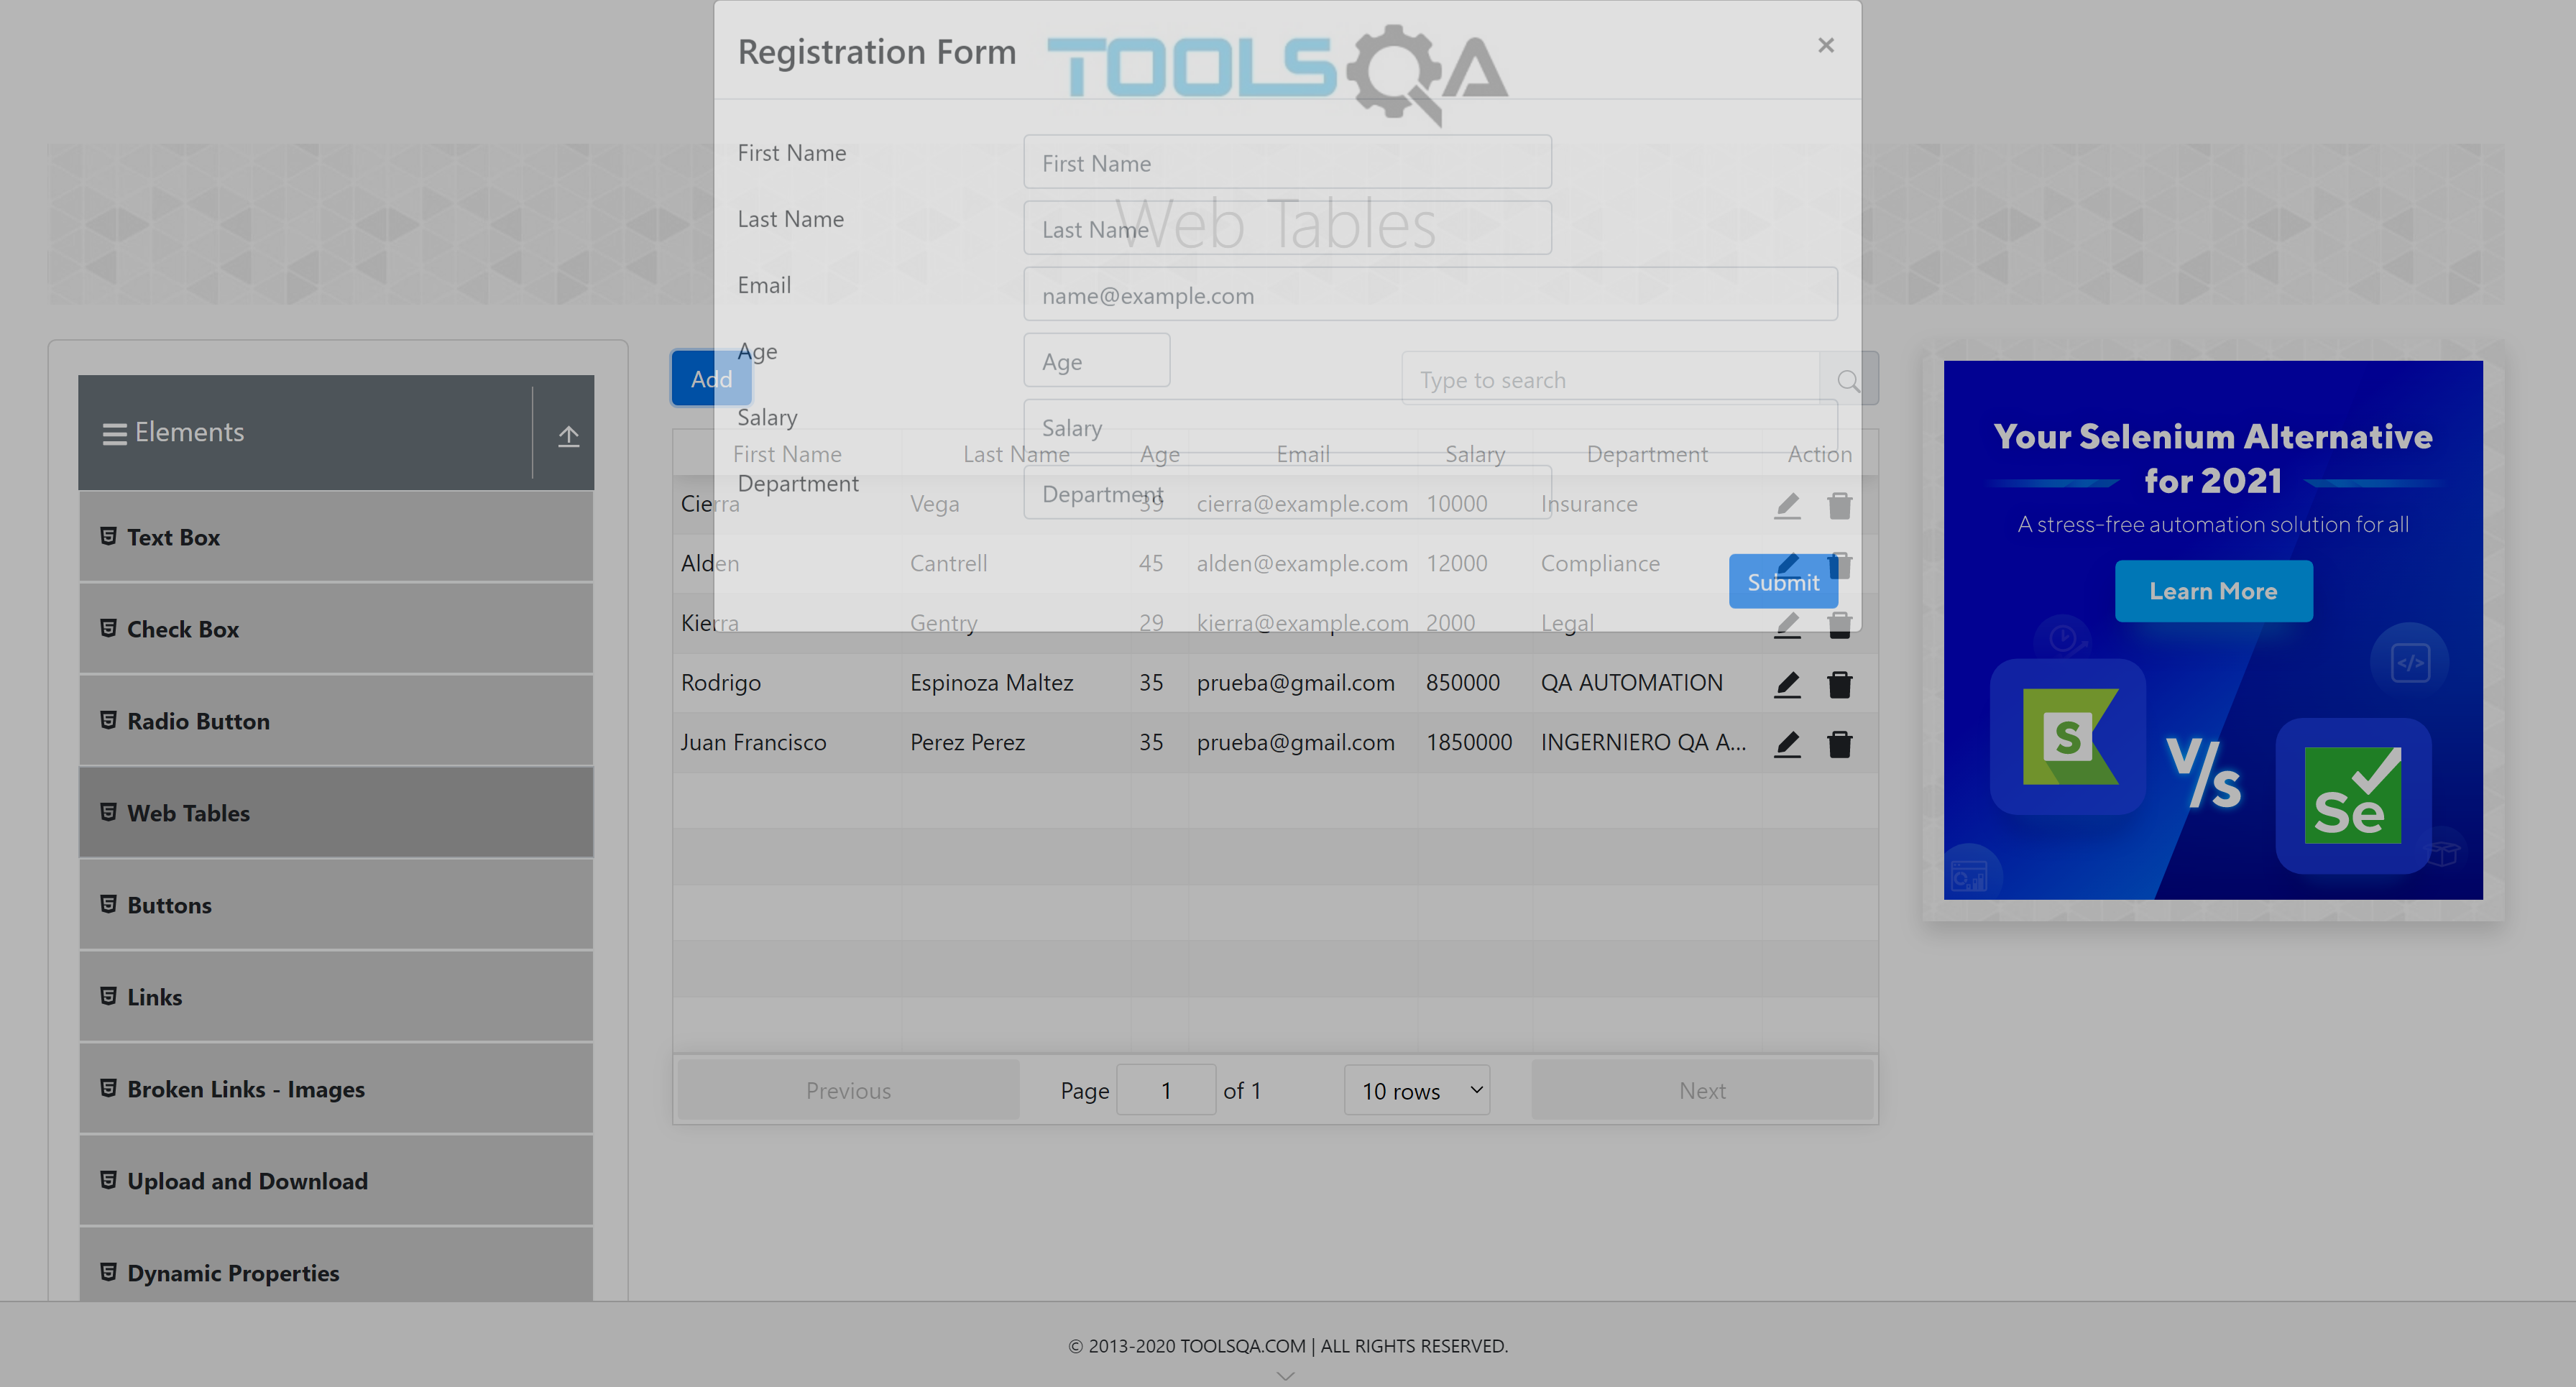 Registration Form
TOOLSQA
×
First Name
First Name
Last Name
Last Name
Web Tables
Email
name@example.com
Age
Age
Add
Type to search
Salary
Salary
Department
Department
First Name Last Name Age Email Salary Department Action
Cierra Vega 39 cierra@example.com 10000 Insurance
Alden Cantrell 45 alden@example.com 12000 Compliance
Submit
Kierra Gentry 29 kierra@example.com 2000 Legal
Rodrigo Espinoza Maltez 35 prueba@gmail.com 850000 QA AUTOMATION
Juan Francisco Perez Perez 35 prueba@gmail.com 1850000 INGERNIERO QA A...
Previous Page 1 of 1 10 rows Next
Elements
Text Box
Check Box
Radio Button
Web Tables
Buttons
Links
Broken Links - Images
Upload and Download
Dynamic Properties
Your Selenium Alternative
for 2021
A stress-free automation solution for all
Learn More
</>
S
V/s
Se
© 2013-2020 TOOLSQA.COM | ALL RIGHTS RESERVED.